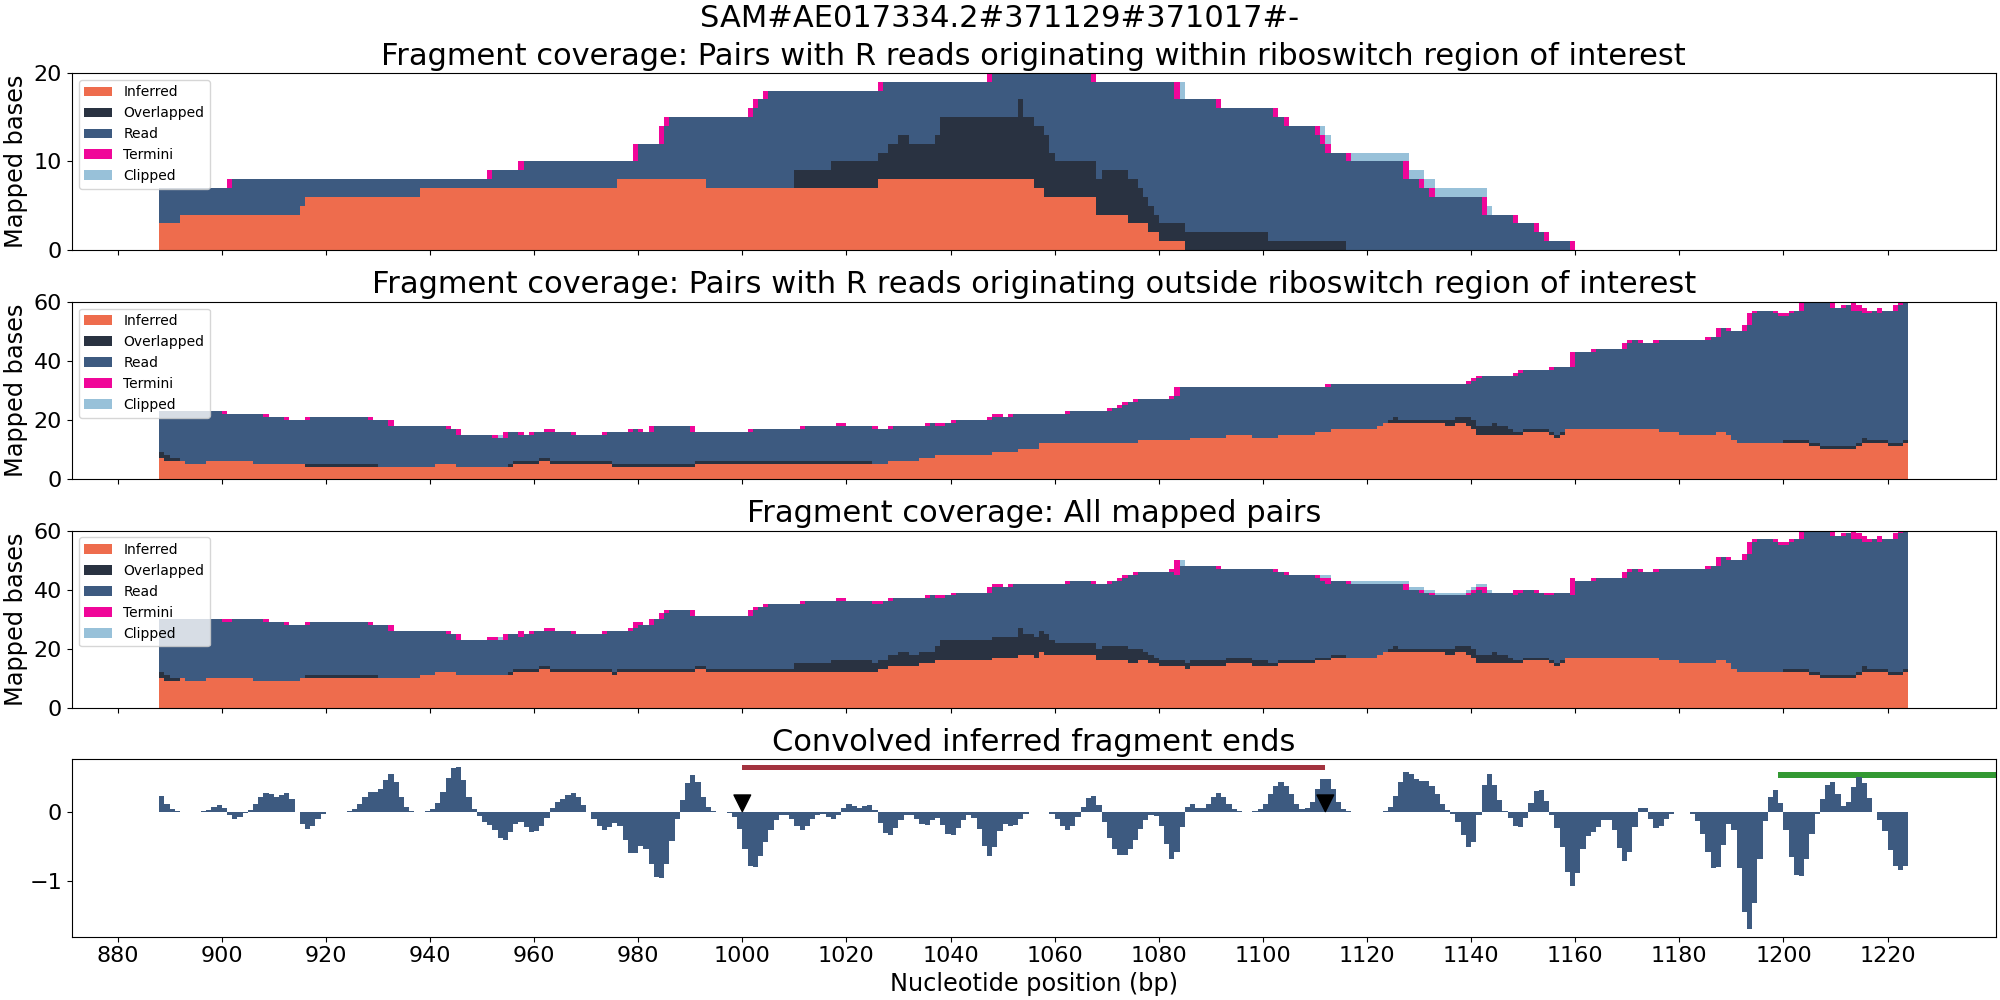 SAM#AE017334.2#371129#371017#-
Fragment coverage: Pairs with R reads originating within riboswitch region of interest
Mapped bases
20
10
0
Inferred
Overlapped
Read
Termini
Clipped
Fragment coverage: Pairs with R reads originating outside riboswitch region of interest
Mapped bases
60
40
20
0
Inferred
Overlapped
Read
Termini
Clipped
Fragment coverage: All mapped pairs
Mapped bases
60
40
20
0
Inferred
Overlapped
Read
Termini
Clipped
Convolved inferred fragment ends
0
−1
880 900 920 940 960 980 1000 1020 1040 1060 1080 1100 1120 1140 1160 1180 1200 1220
Nucleotide position (bp)